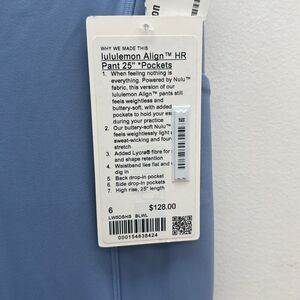 WHY WE MADE THIS
lululemon Align™ HR
Pant 25" *Pockets
1. When feeling nothing is
everything. Powered by Nulu™
fabric, this version of our
lululemon Align™ pants still
feels weightless and
buttery-soft, with added
pockets to hold your
during your practice
2. Our buttery-soft Nulu™
feels weightlessly light
sweat-wicking and four-
stretch
3. Added Lycra® fibre for
and shape retention
4. Waistband lies flat and
dig in
5. Back drop-in pocket
6. Side drop-in pockets
7. High rise, 25" length
6 $128.00
BLWL
000154838424